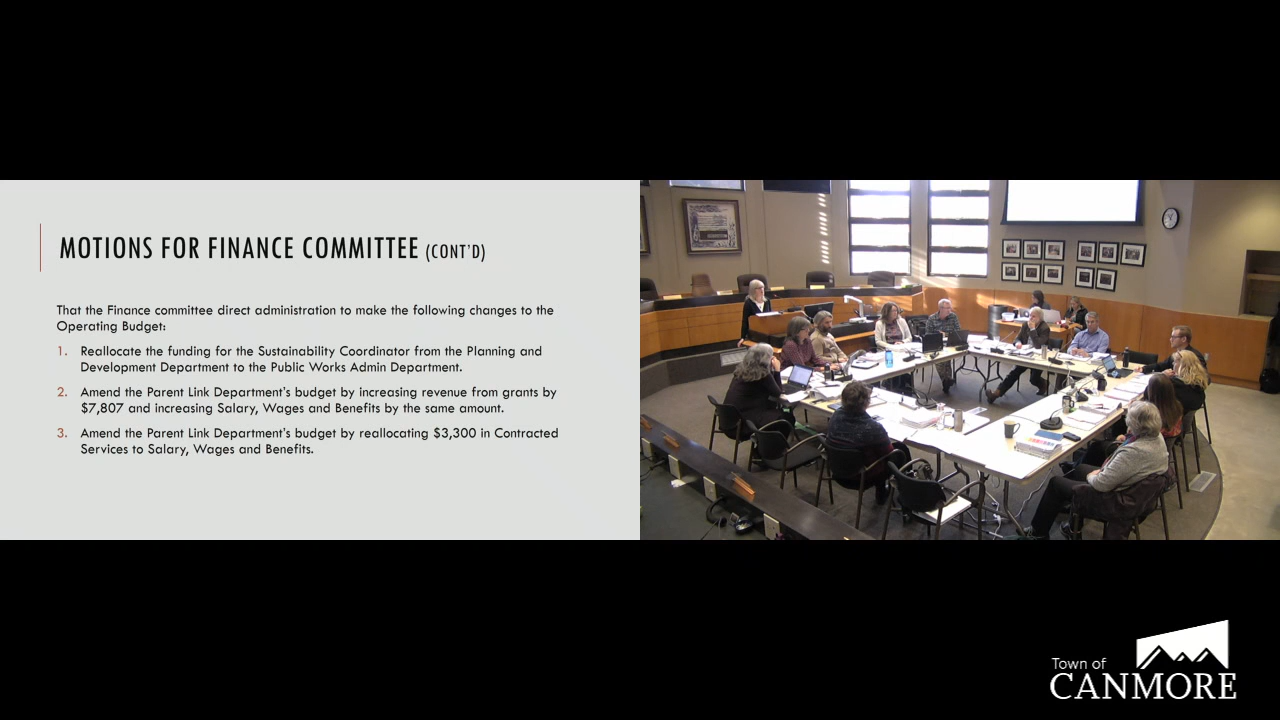 MOTIONS FOR FINANCE COMMITTEE (CONT'D)
That the Finance committee direct administration to make the following changes to the
Operating Budget:
1. Reallocate the funding for the Sustainability Coordinator from the Planning and
Development Department to the Public Works Admin Department.
2. Amend the Parent Link Department's budget by increasing revenue from grants by
$7,807 and increasing Salary, Wages and Benefits by the same amount.
3. Amend the Parent Link Department's budget by reallocating $3,300 in Contracted
Services to Salary, Wages and Benefits.
Town of
CANMORE